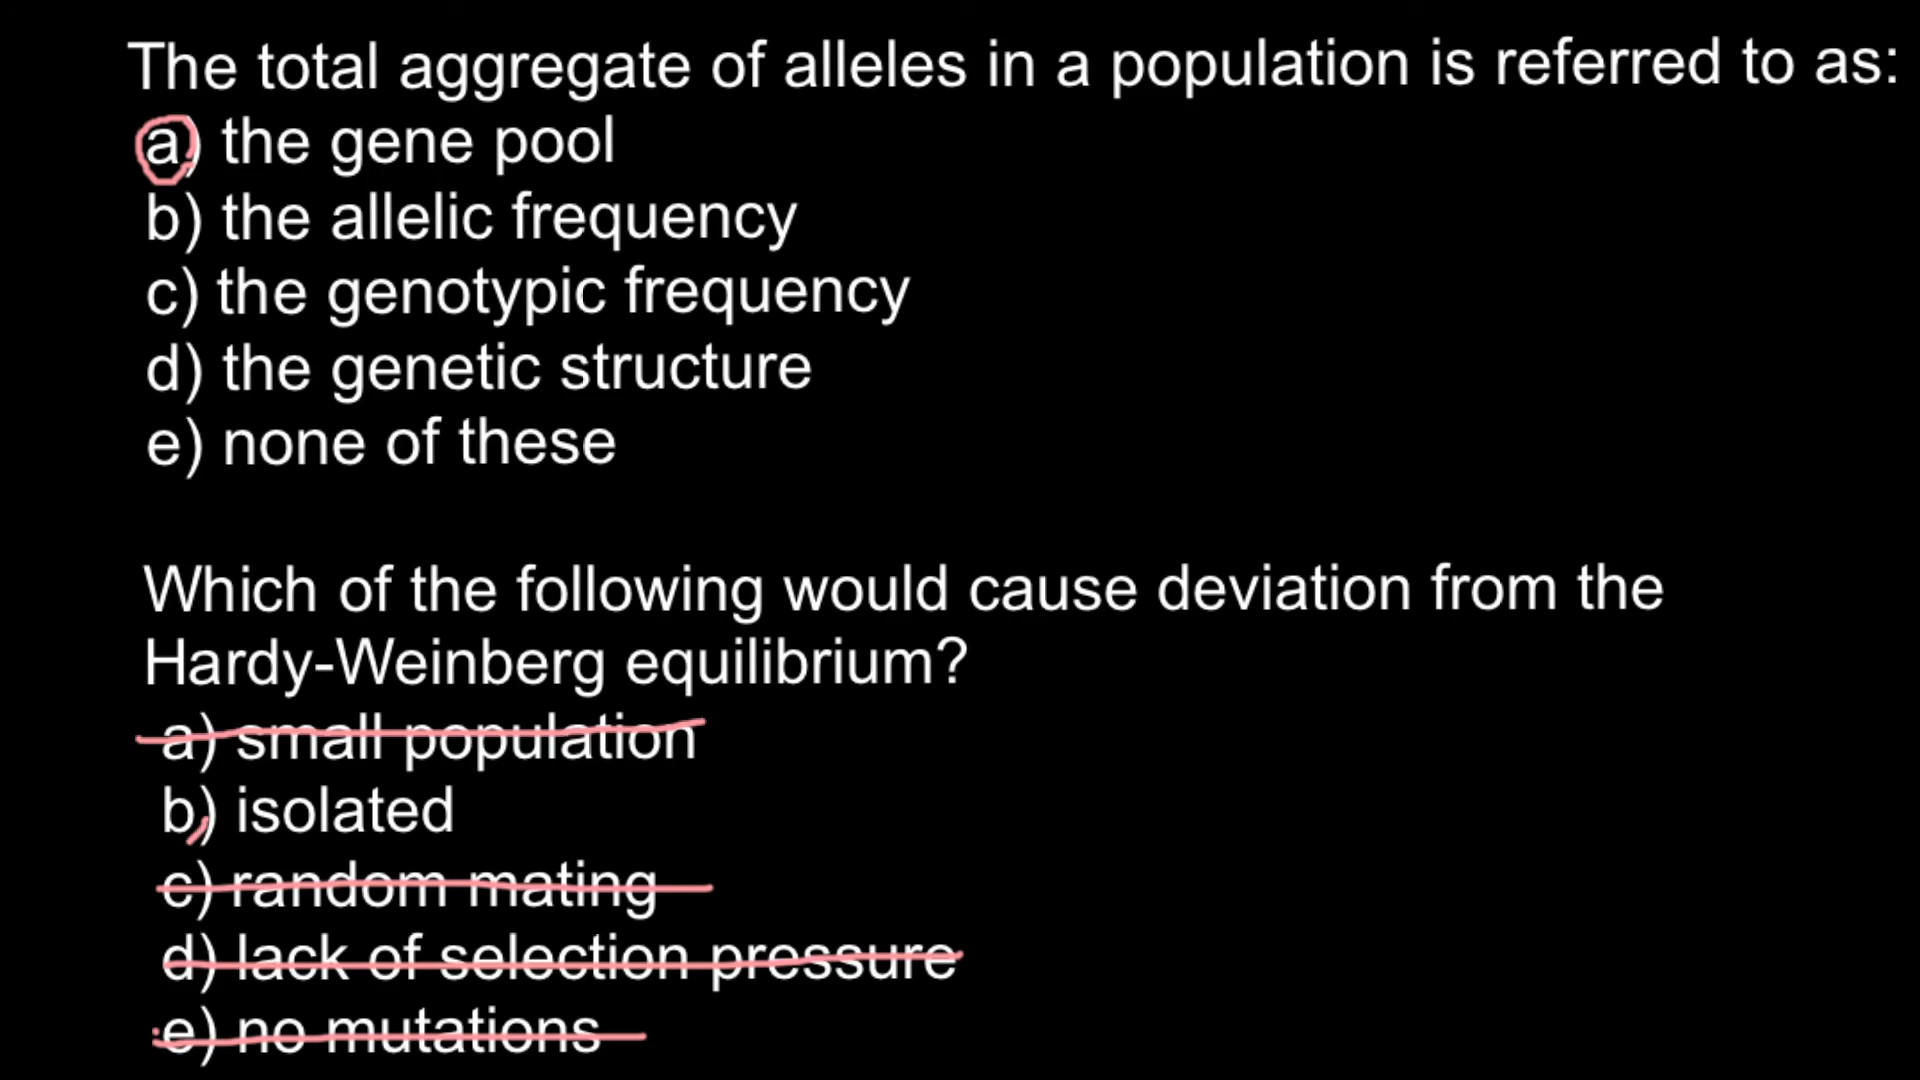 The total aggregate of alleles in a population is referred to as:
a) the gene pool
b) the allelic frequency
c) the genotypic frequency
d) the genetic structure
e) none of these
Which of the following would cause deviation from the
Hardy-Weinberg equilibrium?
a) small population
b) isolated
c) random mating
d) lack of selection pressure
e) no mutations